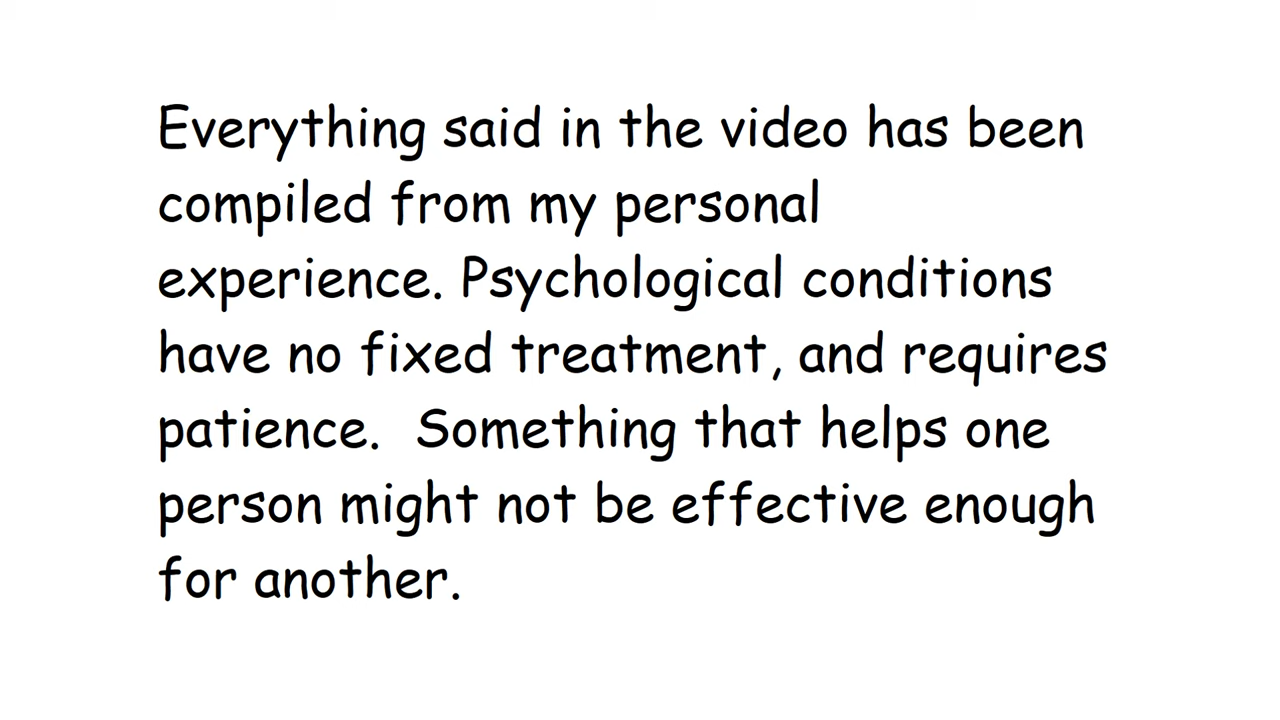 Everything said in the video has been
compiled from my personal
experience. Psychological conditions
have no fixed treatment, and requires
patience.  Something that helps one
person might not be effective enough
for another.